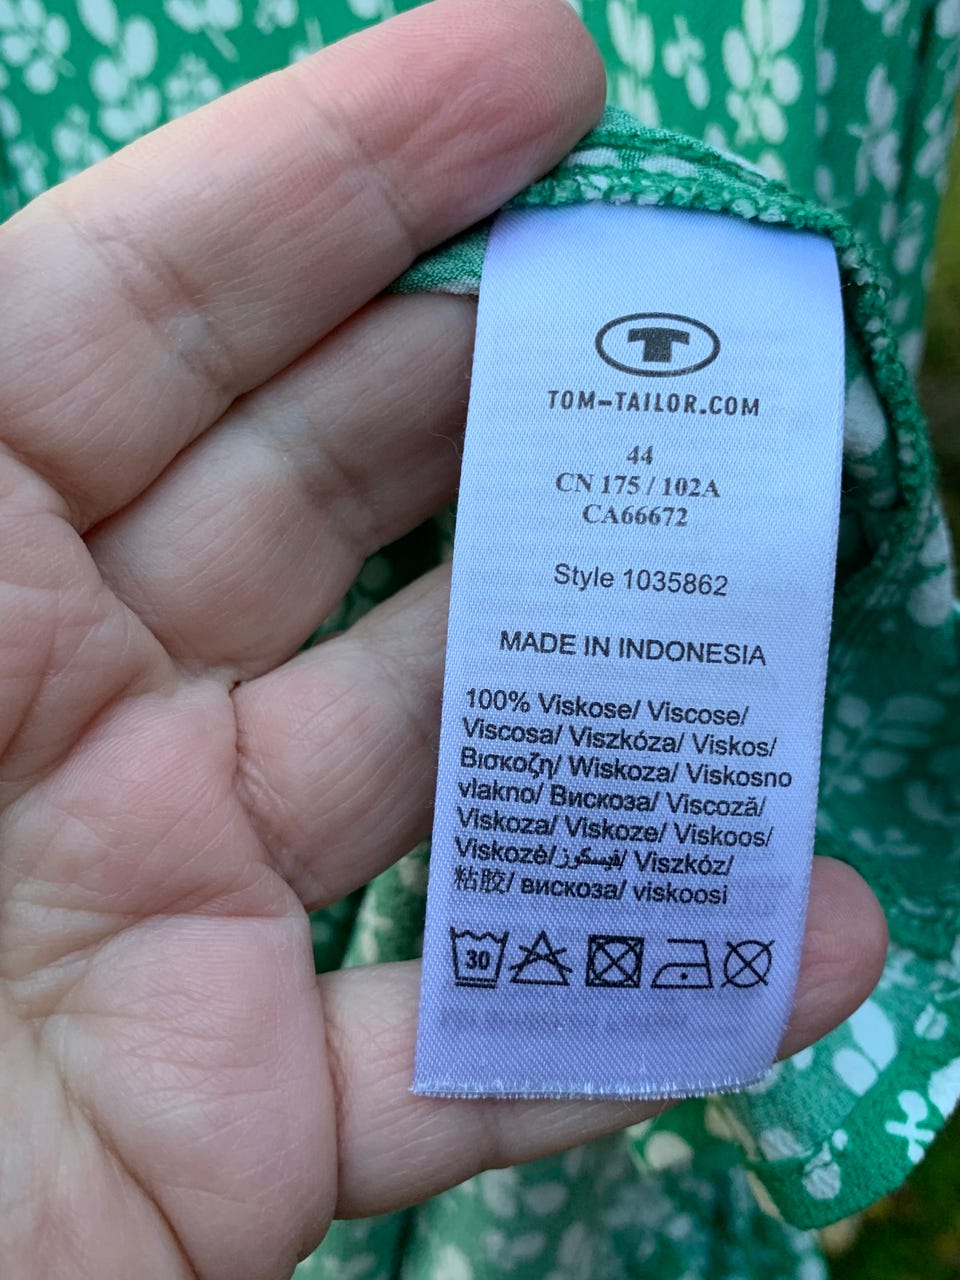 T
TOM-TAILOR.COM
44
CN 175 / 102A
CA66672
Style 1035862
MADE IN INDONESIA
100% Viskose/ Viscose/
Viscosa/ Viszkóza/ Viskos/
Βισκοζη/ Wiskoza/ Viskosno
vlakno/ Вискоза/ Viscoză/
Viskoza/ Viskoze/ Viskoos/
Viskozė/ فيسكوز/ Viszkóz/
粘胶/ вискоза/ viskoosi
30